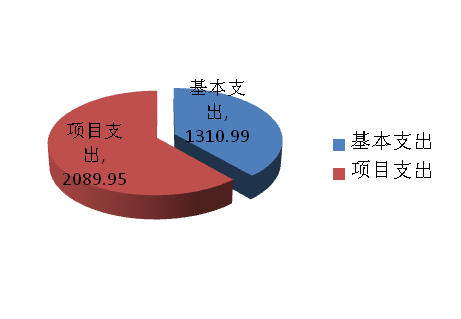 基本支
出,
1310.99
项目支
出,
2089.95
基本支出
项目支出